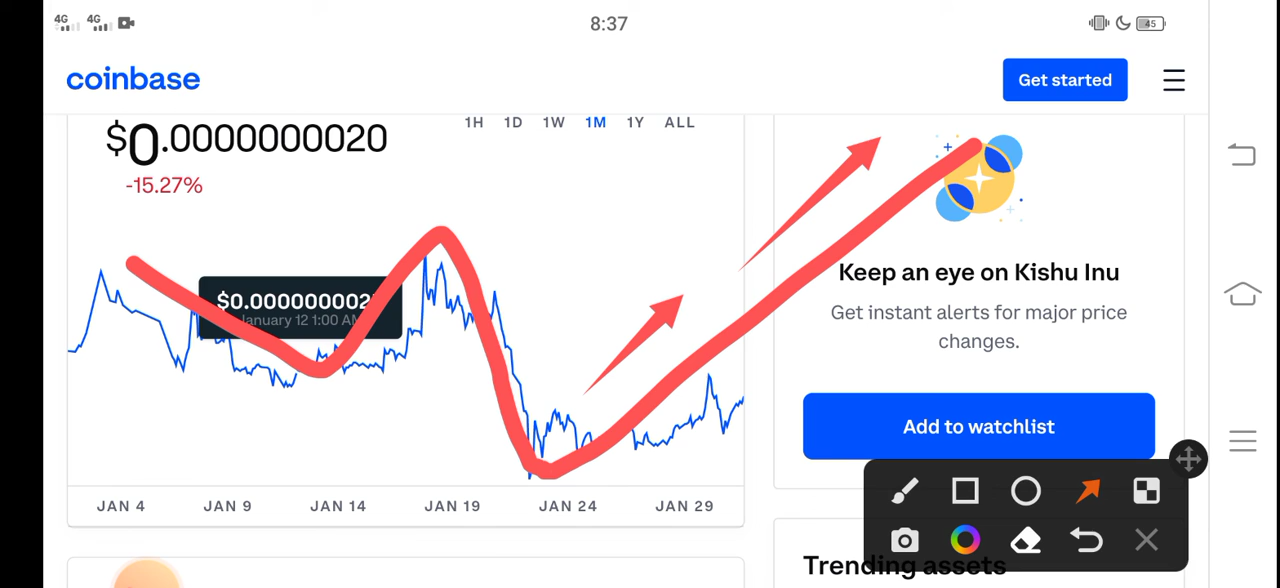 4G 4G 8:37 45
coinbase
Get started
1H 1D 1W 1M 1Y ALL
$0.0000000020
-15.27%
$0.000000002
January 12 1:00 AM
Keep an eye on Kishu Inu
Get instant alerts for major price
changes.
Add to watchlist
JAN 4 JAN 9 JAN 14 JAN 19 JAN 24 JAN 29
Trending assets